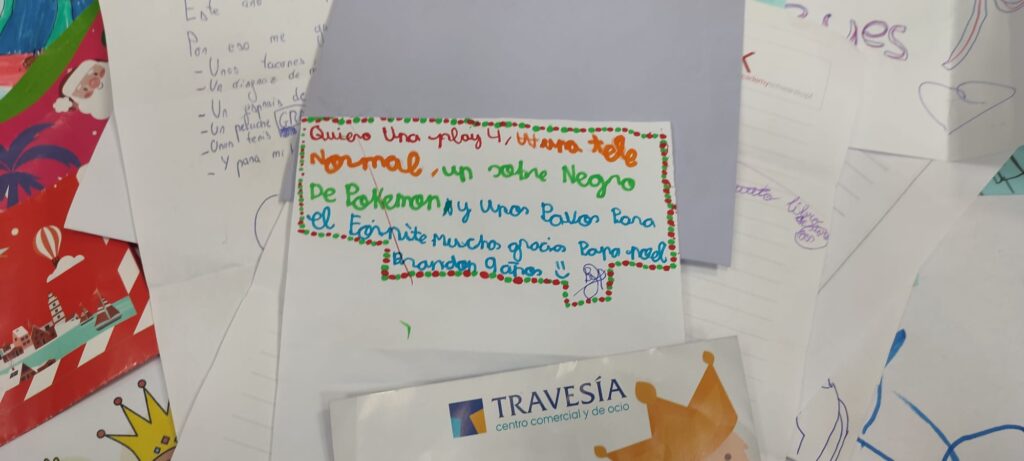 Este año
Por eso me
- Unos tacones
- Un
- Un
- Un peluche
- Unos tenis
- y para mi
Quiero Una play 4, Una tele
Normal, un sobre Negro
De Pokemon, y Unos Pavos Para
el Fornite Muchas gracias Papa noel
Brandon 9 años
TRAVESÍA
centro comercial y de ocio